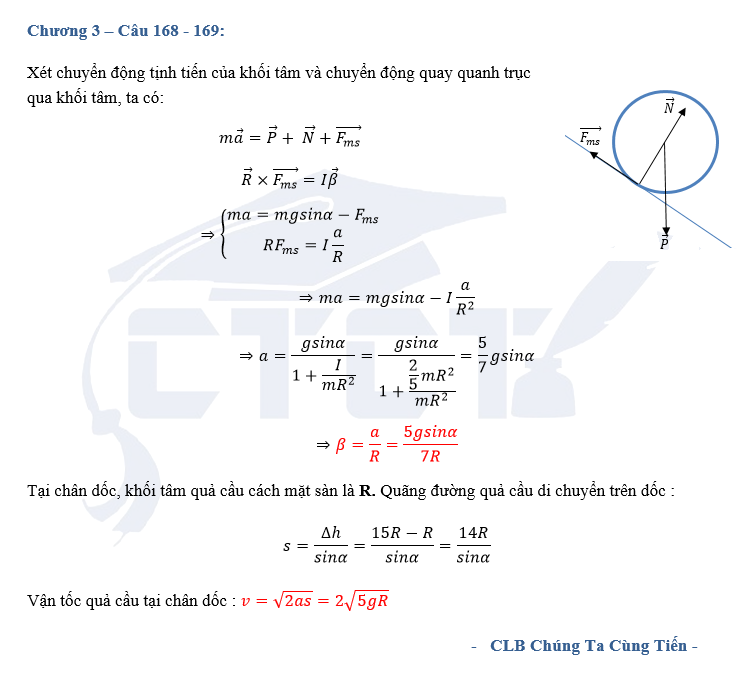 Chương 3 – Câu 168 - 169:
Xét chuyển động tịnh tiến của khối tâm và chuyển động quay quanh trục
qua khối tâm, ta có:
$m\vec{a} = \vec{P} + \vec{N} + \overrightarrow{F_{ms}}$
$\vec{R} \times \overrightarrow{F_{ms}} = I\vec{\beta}$
$\Rightarrow \begin{cases} ma = mgsin\alpha - F_{ms} \\ RF_{ms} = I\frac{a}{R} \end{cases}$
$\Rightarrow ma = mgsin\alpha - I\frac{a}{R^2}$
$\Rightarrow a = \frac{gsin\alpha}{1 + \frac{I}{mR^2}} = \frac{gsin\alpha}{1 + \frac{\frac{2}{5}mR^2}{mR^2}} = \frac{5}{7}gsin\alpha$
$\Rightarrow \beta = \frac{a}{R} = \frac{5gsin\alpha}{7R}$
$\vec{N}$
$\overrightarrow{F_{ms}}$
$\vec{P}$
Tại chân dốc, khối tâm quả cầu cách mặt sàn là R. Quãng đường quả cầu di chuyển trên dốc :
$s = \frac{\Delta h}{sin\alpha} = \frac{15R - R}{sin\alpha} = \frac{14R}{sin\alpha}$
Vận tốc quả cầu tại chân dốc : $v = \sqrt{2as} = 2\sqrt{5gR}$
- CLB Chúng Ta Cùng Tiến -
CTCT